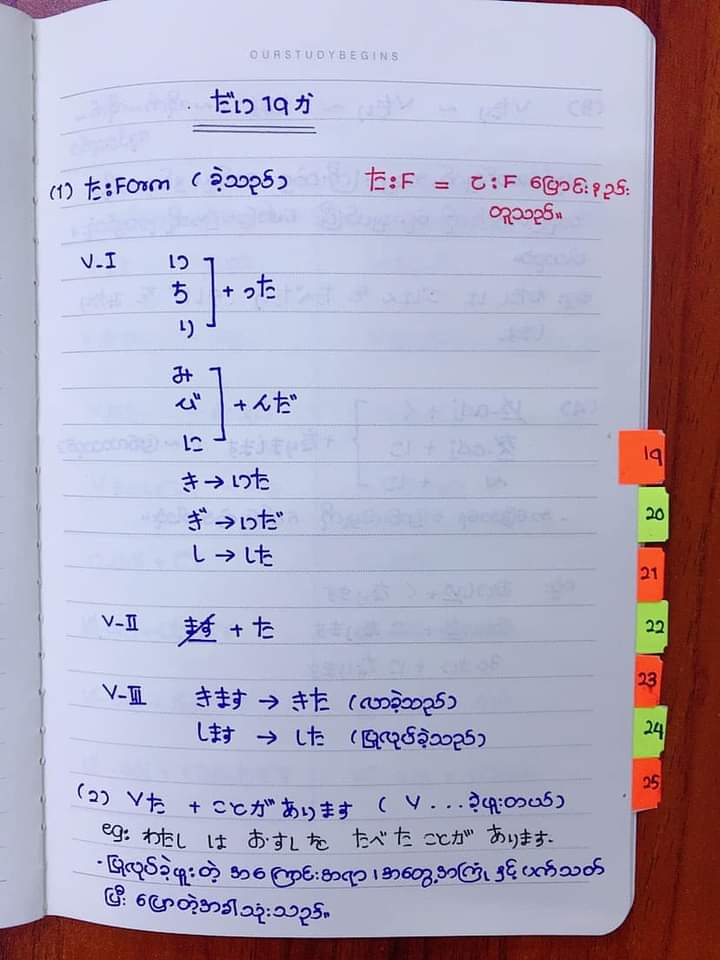 OURSTUDYBEGINS
だい 19 か
(1) た:Form (ခဲ့သည်)
た:F = て:F ပြောင်းနည်း
တူသည်။
V-I い
ち + った
り
み
び + んだ
に
き → いた
ぎ → いだ
し → した
V-II ます + た
V-III きます → きた (လာခဲ့သည်)
します → した (ပြုလုပ်ခဲ့သည်)
(2) Vた + ことが あります ( V ... ခဲ့ဖူးတယ်)
eg: わたし は おすしを たべた ことが あります.
- ပြုလုပ်ခဲ့ဖူးတဲ့ အကြောင်းအရာ၊ အတွေ့အကြုံ နှင့် ပက်သတ်
ပြီး ပြောတဲ့အခါ သုံးသည်။
19
20
21
22
23
24
25